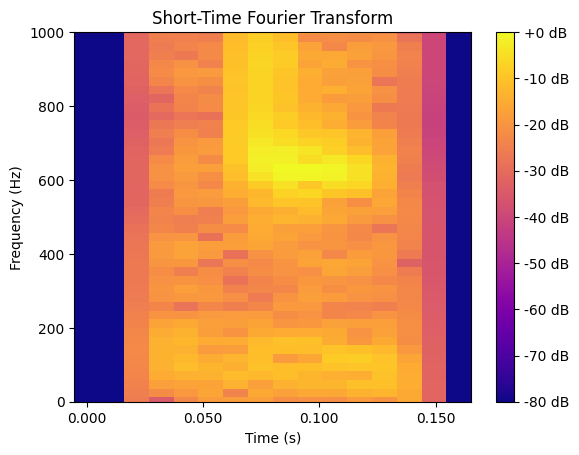 Short-Time Fourier Transform
1000
800
600
400
200
0
Frequency (Hz)
0.000
0.050
0.100
0.150
Time (s)
+0 dB
-10 dB
-20 dB
-30 dB
-40 dB
-50 dB
-60 dB
-70 dB
-80 dB